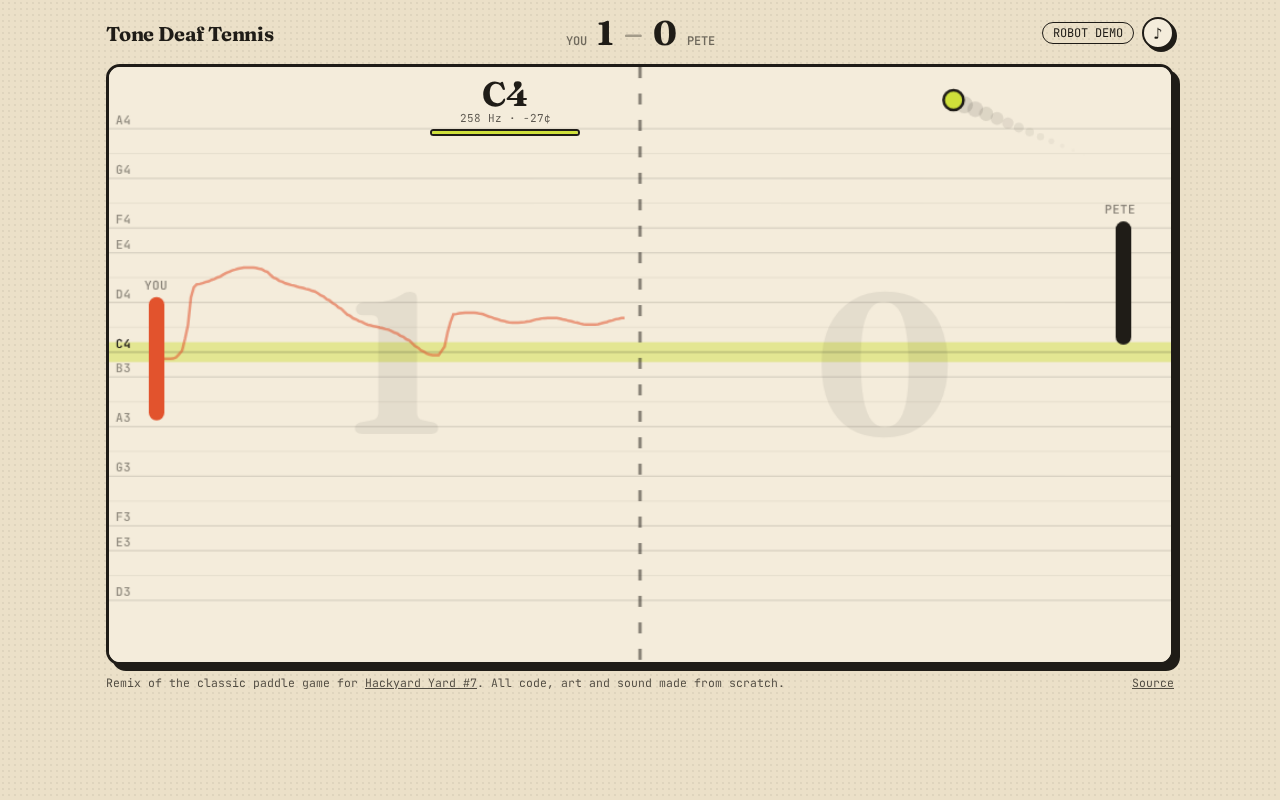 Tone Deaf Tennis
YOU 1 — 0 PETE
ROBOT DEMO ♪
C4
258 Hz · -27¢
A4
G4
F4
E4
D4
C4
B3
A3
G3
F3
E3
D3
YOU
PETE
1 0
Remix of the classic paddle game for Hackyard Yard #7. All code, art and sound made from scratch.
Source